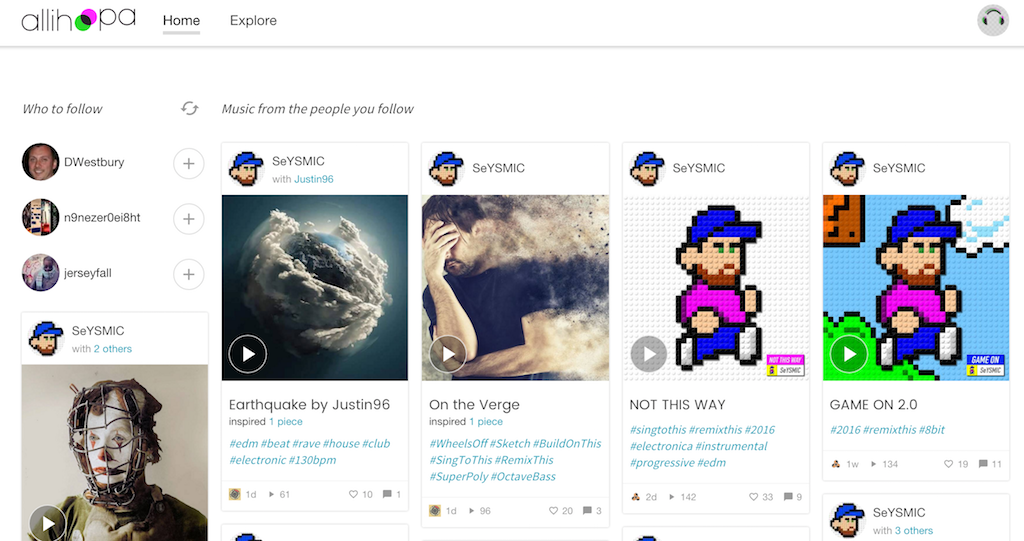 allihoopa
Home
Explore
Who to follow
Music from the people you follow
DWestbury
n9nezer0ei8ht
jerseyfall
SeYSMIC
with 2 others
SeYSMIC
with Justin96
Earthquake by Justin96
inspired 1 piece
#edm #beat #rave #house #club
#electronic #130bpm
1d 61 10 1
SeYSMIC
On the Verge
inspired 1 piece
#WheelsOff #Sketch #BuildOnThis
#SingToThis #RemixThis
#SuperPoly #OctaveBass
1d 96 20 3
SeYSMIC
NOT THIS WAY
SeYSMIC
NOT THIS WAY
#singtothis #remixthis #2016
#electronica #instrumental
#progressive #edm
2d 142 33 9
SeYSMIC
GAME ON
SeYSMIC
GAME ON 2.0
#2016 #remixthis #8bit
1w 134 19 11
SeYSMIC
with 3 others